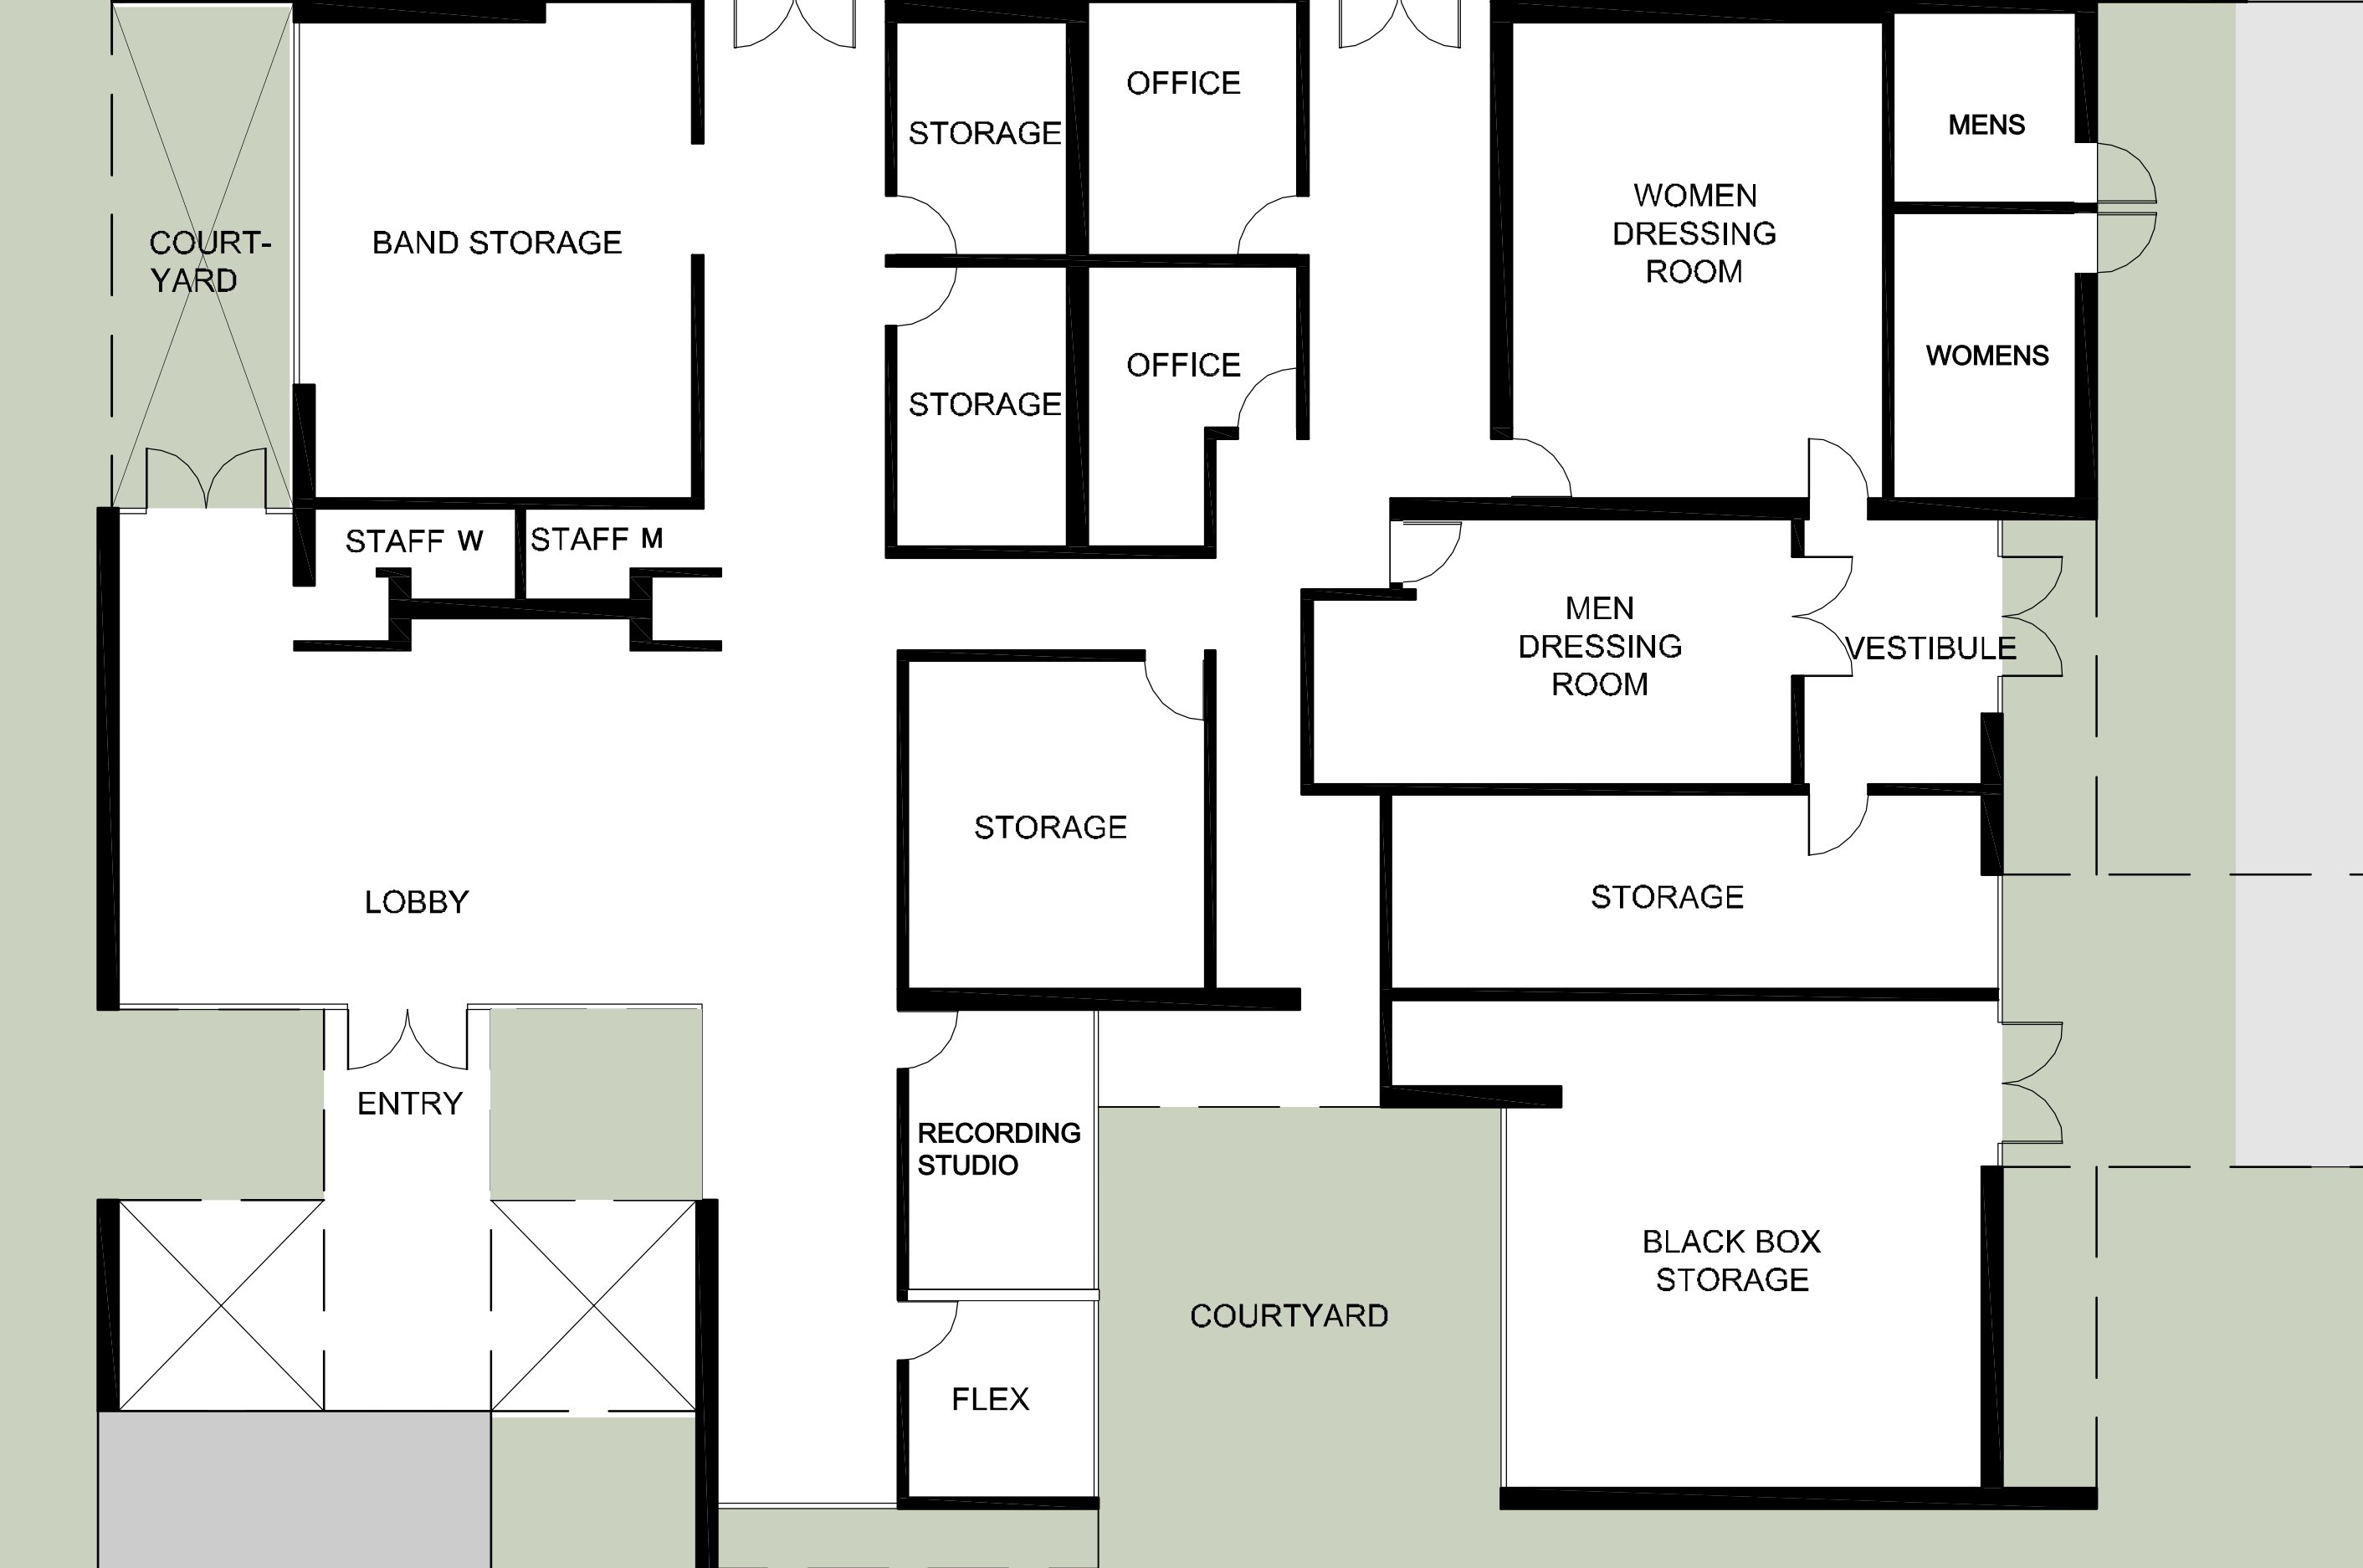 OFFICE
STORAGE
MENS
WOMEN
DRESSING
ROOM
COURT-
YARD
BAND STORAGE
WOMENS
OFFICE
STORAGE
STAFF W
STAFF M
MEN
DRESSING
ROOM
VESTIBULE
STORAGE
STORAGE
LOBBY
ENTRY
RECORDING
STUDIO
BLACK BOX
STORAGE
COURTYARD
FLEX